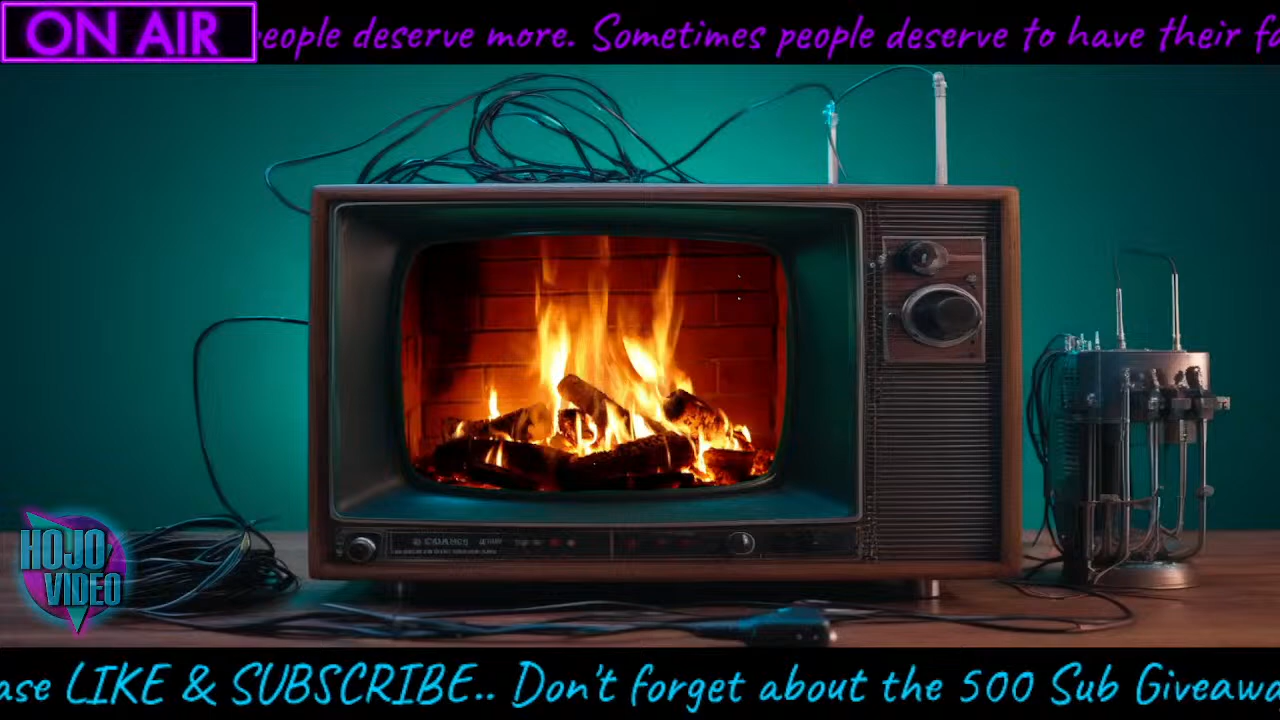 ON AIR
eople deserve more. Sometimes people deserve to have their fa
HOJO
VIDEO
ase LIKE & SUBSCRIBE.. Don't forget about the 500 Sub Giveawa